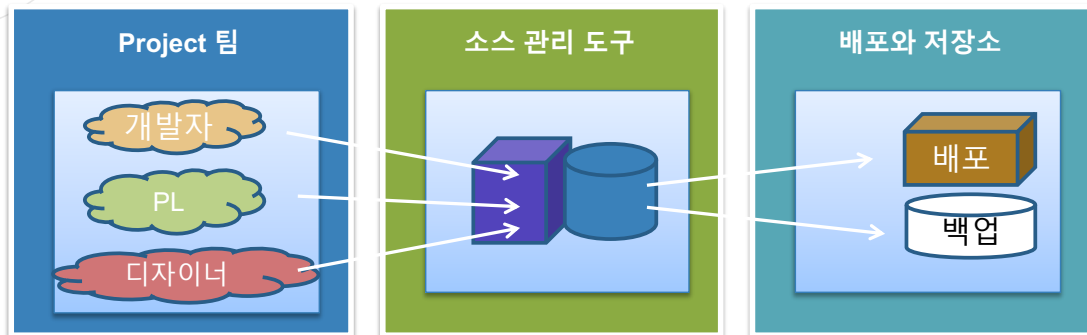 Project 팀
개발자
PL
디자이너
소스 관리 도구
배포와 저장소
배포
백업